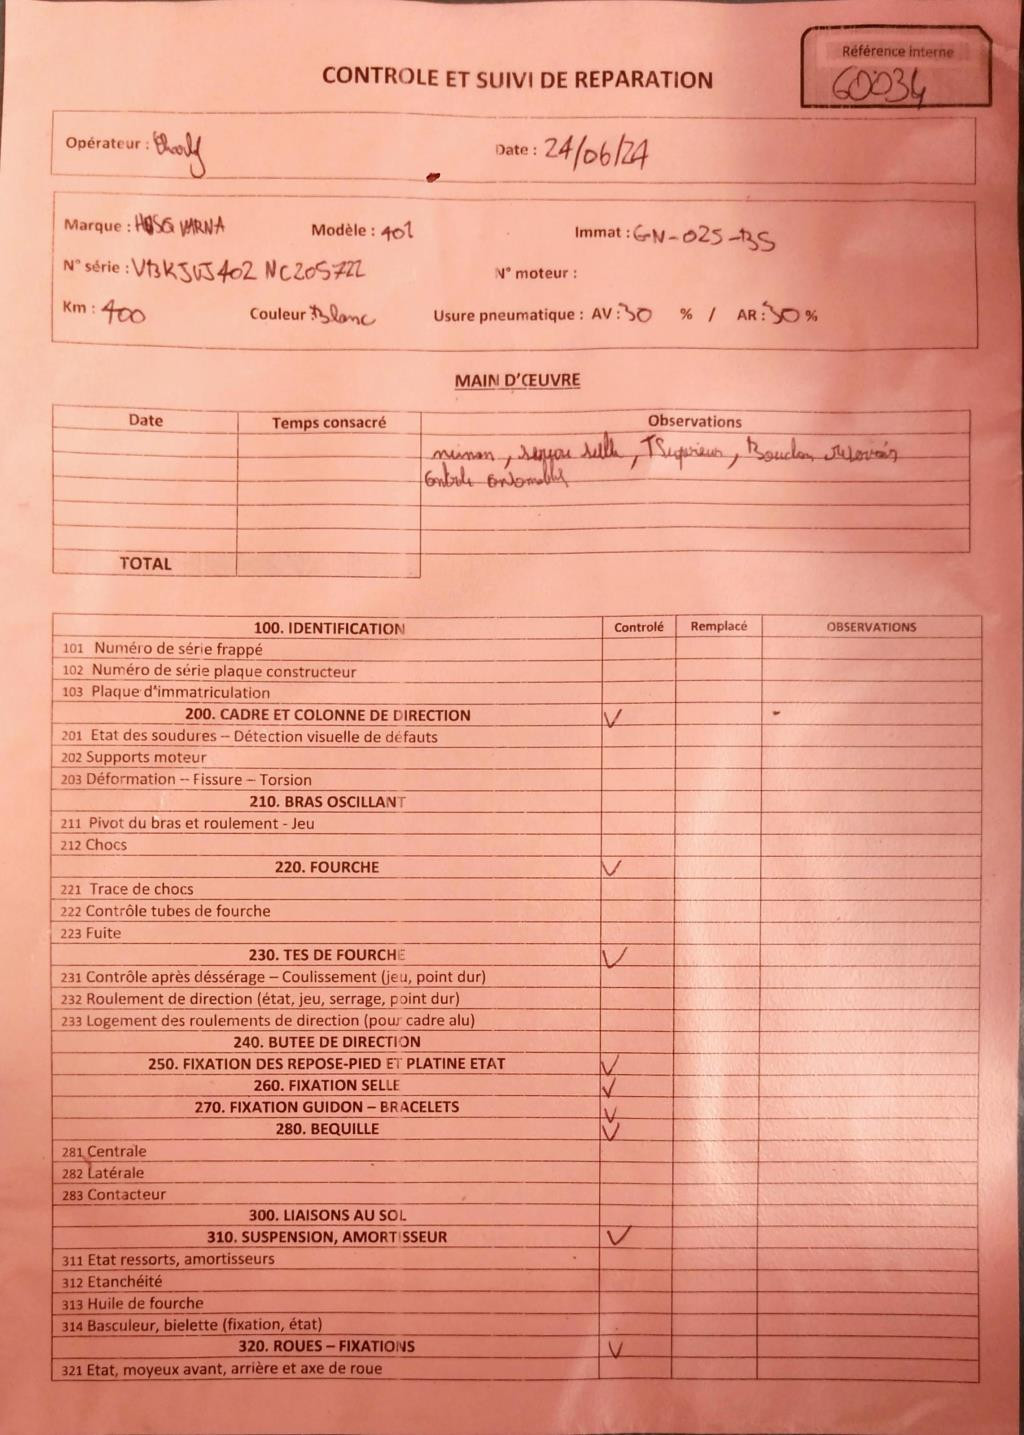 Référence interne
60034
CONTROLE ET SUIVI DE REPARATION
Opérateur : Charly Date : 24/06/24
Marque : HUSQVARNA Modèle : 401 Immat : GN-025-BS
N° série : VBKJVJ402NC205722 N° moteur :
Km : 400 Couleur : Blanc Usure pneumatique : AV : 30 % / AR : 30 %
MAIN D'ŒUVRE
Date Temps consacré Observations
selle, T Superieur, Bouchon
Controle
TOTAL
100. IDENTIFICATION Controlé Remplacé OBSERVATIONS
101 Numéro de série frappé
102 Numéro de série plaque constructeur
103 Plaque d'immatriculation
200. CADRE ET COLONNE DE DIRECTION ✓ -
201 Etat des soudures – Détection visuelle de défauts
202 Supports moteur
203 Déformation – Fissure – Torsion
210. BRAS OSCILLANT
211 Pivot du bras et roulement - Jeu
212 Chocs
220. FOURCHE ✓
221 Trace de chocs
222 Contrôle tubes de fourche
223 Fuite
230. TES DE FOURCHE ✓
231 Contrôle après déssérage – Coulissement (jeu, point dur)
232 Roulement de direction (état, jeu, serrage, point dur)
233 Logement des roulements de direction (pour cadre alu)
240. BUTEE DE DIRECTION
250. FIXATION DES REPOSE-PIED ET PLATINE ETAT ✓
260. FIXATION SELLE ✓
270. FIXATION GUIDON – BRACELETS ✓
280. BEQUILLE ✓
281 Centrale
282 Latérale
283 Contacteur
300. LIAISONS AU SOL
310. SUSPENSION, AMORTISSEUR ✓
311 Etat ressorts, amortisseurs
312 Etanchéité
313 Huile de fourche
314 Basculeur, bielette (fixation, état)
320. ROUES – FIXATIONS ✓
321 Etat, moyeux avant, arrière et axe de roue